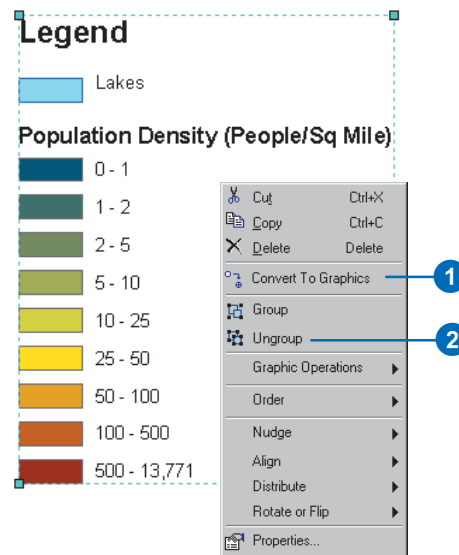 Legend
Lakes
Population Density (People/Sq Mile)
0 - 1
1 - 2
2 - 5
5 - 10
10 - 25
25 - 50
50 - 100
100 - 500
500 - 13,771
Cut Ctrl+X
Copy Ctrl+C
Delete Delete
Convert To Graphics 1
Group
Ungroup 2
Graphic Operations
Order
Nudge
Align
Distribute
Rotate or Flip
Properties...